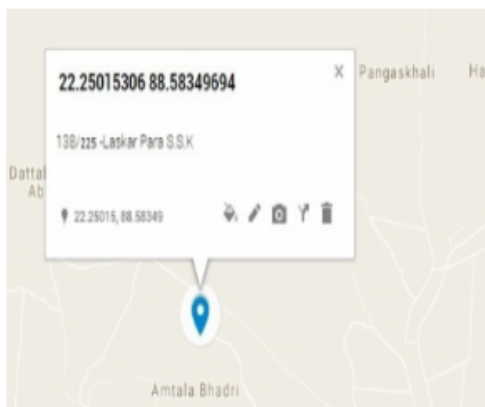 22.25015306 88.58349694
Pangaskhali
Ha
138/225 -Laskar Para S.S.K
Dattal
Ab
22.25015, 88.58349
Amtala Bhadri